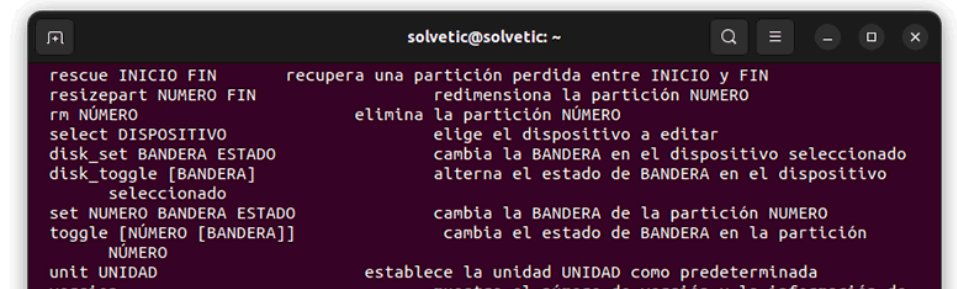 solvetic@solvetic: ~
rescue INICIO FIN recupera una partición perdida entre INICIO y FIN
resizepart NUMERO FIN redimensiona la partición NUMERO
rm NÚMERO elimina la partición NÚMERO
select DISPOSITIVO elige el dispositivo a editar
disk_set BANDERA ESTADO cambia la BANDERA en el dispositivo seleccionado
disk_toggle [BANDERA] alterna el estado de BANDERA en el dispositivo
seleccionado
set NUMERO BANDERA ESTADO cambia la BANDERA de la partición NUMERO
toggle [NÚMERO [BANDERA]] cambia el estado de BANDERA en la partición
NÚMERO
unit UNIDAD establece la unidad UNIDAD como predeterminada